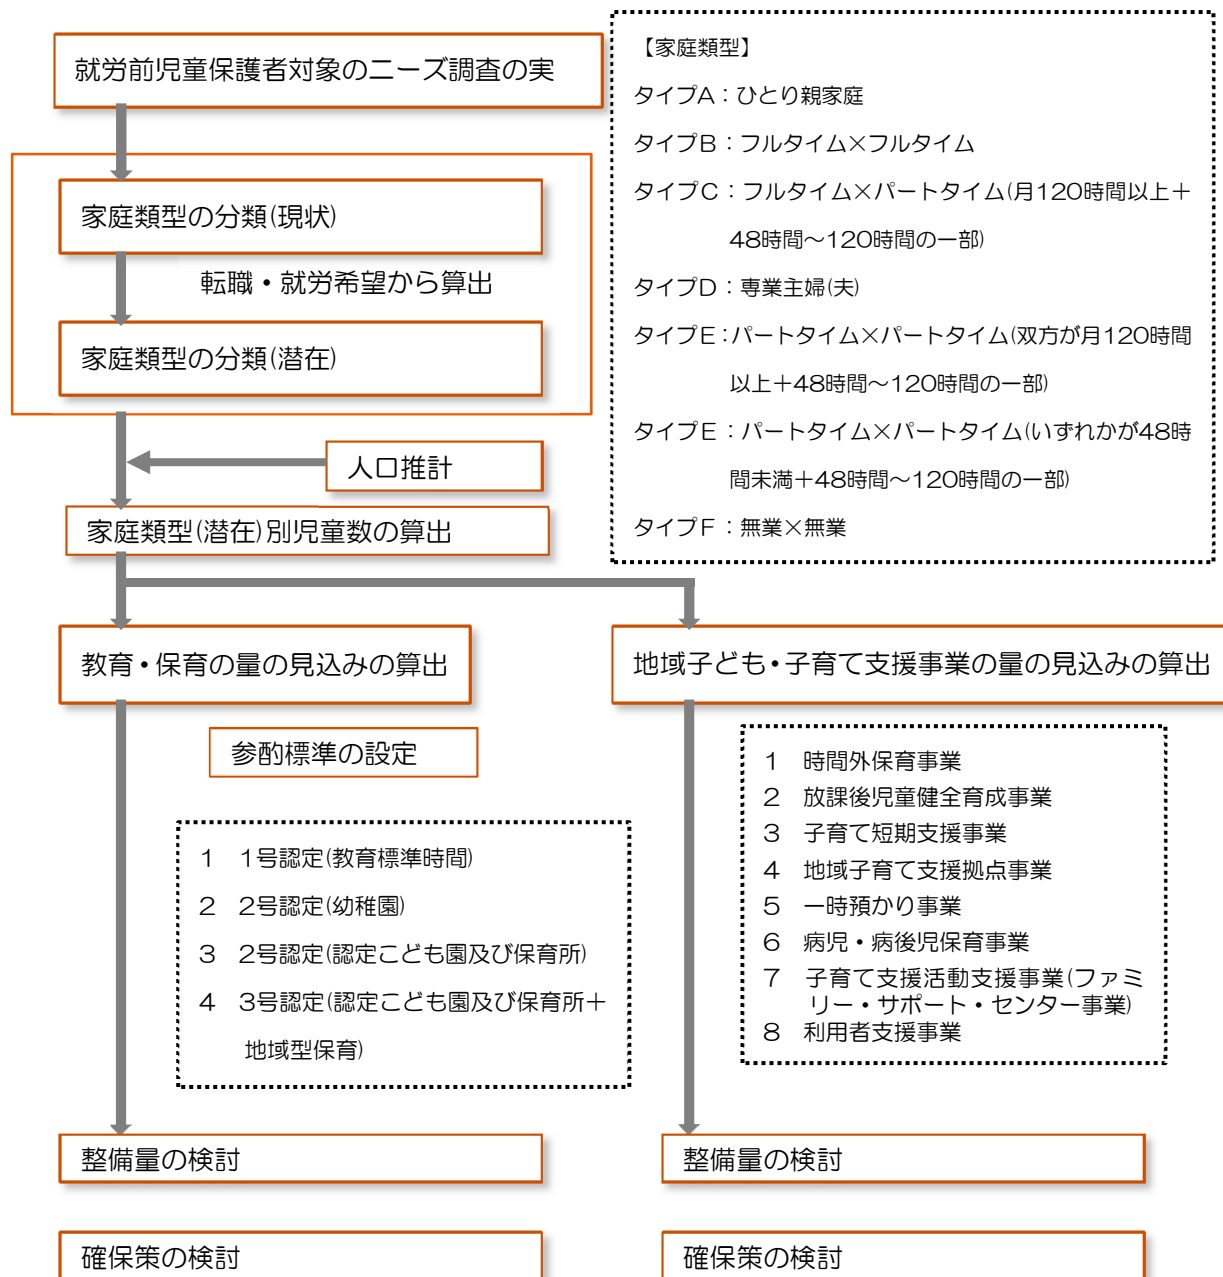 就労前児童保護者対象のニーズ調査の実
家庭類型の分類(現状)
転職・就労希望から算出
家庭類型の分類(潜在)
人口推計
家庭類型(潜在)別児童数の算出
【家庭類型】
タイプA：ひとり親家庭
タイプB：フルタイム×フルタイム
タイプC：フルタイム×パートタイム(月120時間以上＋
48時間～120時間の一部)
タイプD：専業主婦(夫)
タイプE：パートタイム×パートタイム(双方が月120時間
以上＋48時間～120時間の一部)
タイプE：パートタイム×パートタイム(いずれかが48時
間未満＋48時間～120時間の一部)
タイプF：無業×無業
教育・保育の量の見込みの算出
参酌標準の設定
1　1号認定(教育標準時間)
2　2号認定(幼稚園)
3　2号認定(認定こども園及び保育所)
4　3号認定(認定こども園及び保育所＋
地域型保育)
整備量の検討
確保策の検討
地域子ども・子育て支援事業の量の見込みの算出
1　時間外保育事業
2　放課後児童健全育成事業
3　子育て短期支援事業
4　地域子育て支援拠点事業
5　一時預かり事業
6　病児・病後児保育事業
7　子育て支援活動支援事業(ファミ
リー・サポート・センター事業)
8　利用者支援事業
整備量の検討
確保策の検討